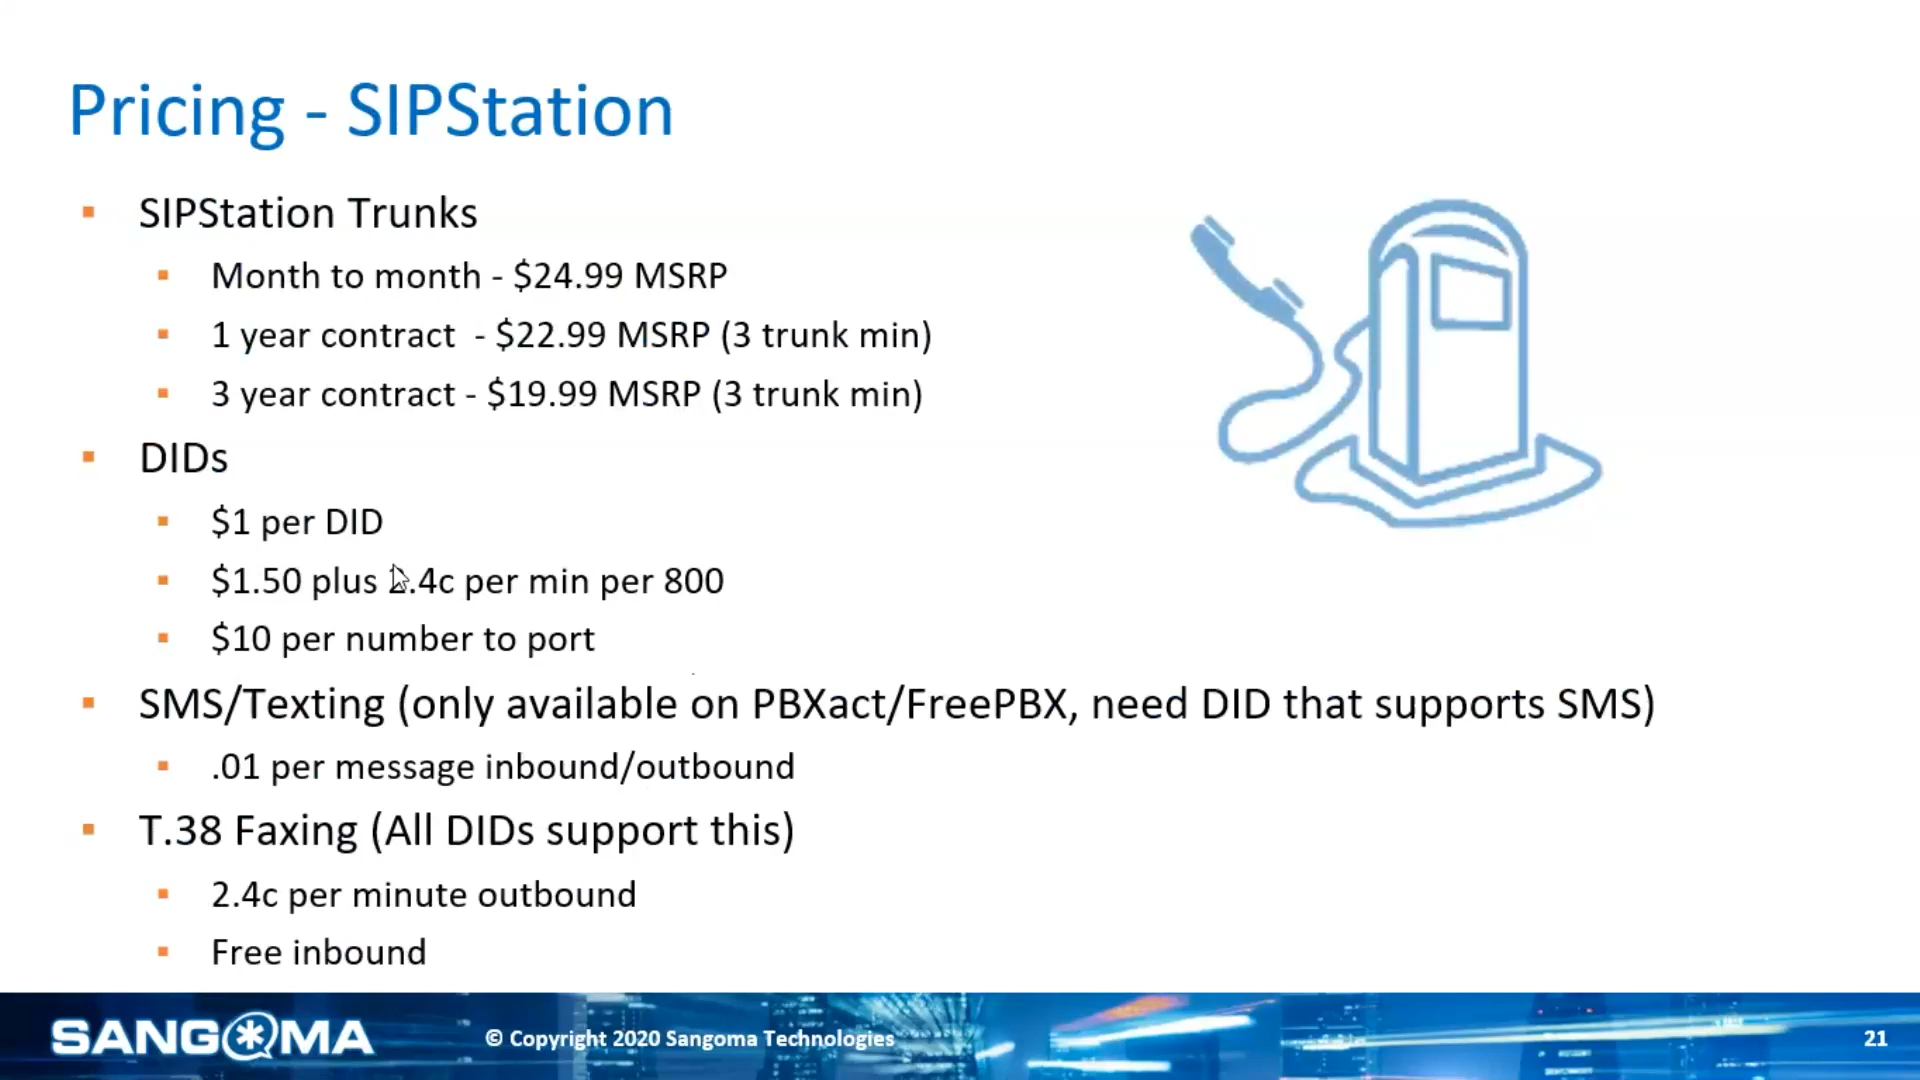 Pricing - SIPStation
SIPStation Trunks
Month to month - $24.99 MSRP
1 year contract - $22.99 MSRP (3 trunk min)
3 year contract - $19.99 MSRP (3 trunk min)
DIDs
$1 per DID
$1.50 plus .4c per min per 800
$10 per number to port
SMS/Texting (only available on PBXact/FreePBX, need DID that supports SMS)
.01 per message inbound/outbound
T.38 Faxing (All DIDs support this)
2.4c per minute outbound
Free inbound
SANGOMA
© Copyright 2020 Sangoma Technologies
21